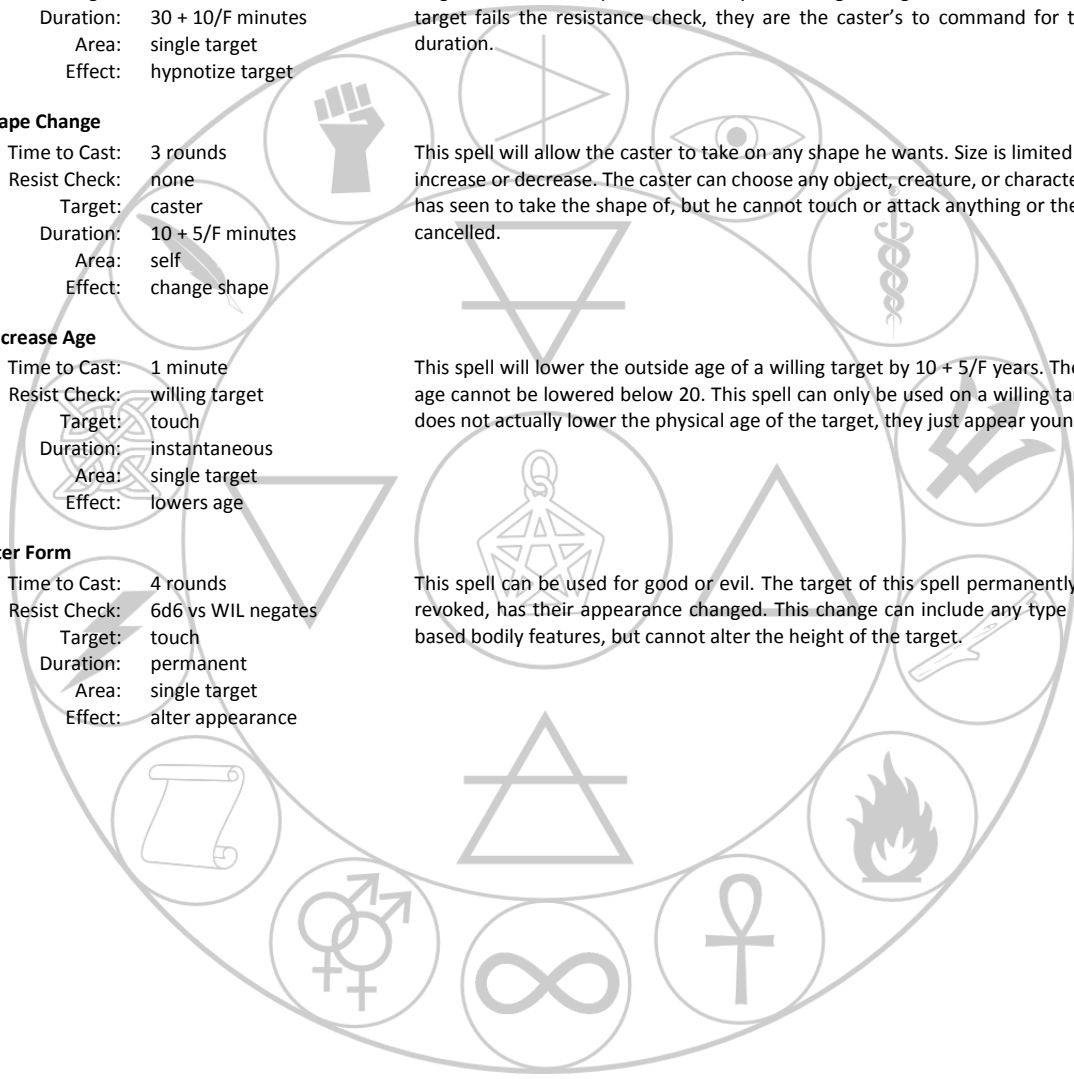 Duration: 30 + 10/F minutes
Area: single target
Effect: hypnotize target
target fails the resistance check, they are the caster's to command for t
duration.
ape Change
Time to Cast: 3 rounds
Resist Check: none
Target: caster
Duration: 10 + 5/F minutes
Area: self
Effect: change shape
This spell will allow the caster to take on any shape he wants. Size is limited
increase or decrease. The caster can choose any object, creature, or characte
has seen to take the shape of, but he cannot touch or attack anything or the
cancelled.
crease Age
Time to Cast: 1 minute
Resist Check: willing target
Target: touch
Duration: instantaneous
Area: single target
Effect: lowers age
This spell will lower the outside age of a willing target by 10 + 5/F years. The
age cannot be lowered below 20. This spell can only be used on a willing tar
does not actually lower the physical age of the target, they just appear youn
ter Form
Time to Cast: 4 rounds
Resist Check: 6d6 vs WIL negates
Target: touch
Duration: permanent
Area: single target
Effect: alter appearance
This spell can be used for good or evil. The target of this spell permanently
revoked, has their appearance changed. This change can include any type
based bodily features, but cannot alter the height of the target.